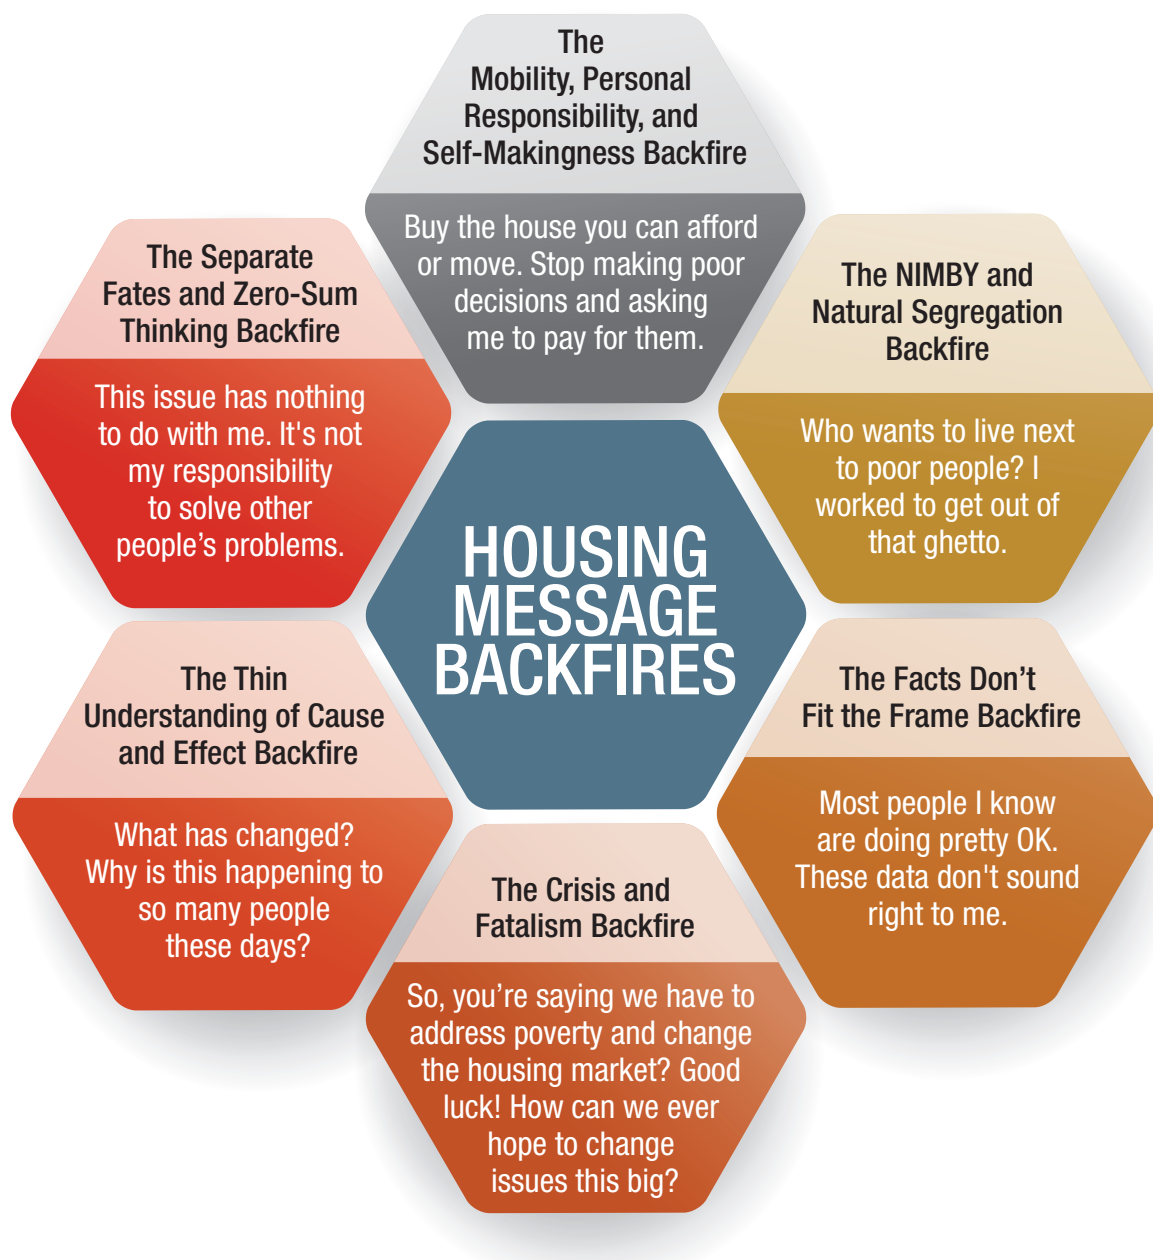 The
Mobility, Personal
Responsibility, and
Self-Makingness Backfire
Buy the house you can afford
or move. Stop making poor
decisions and asking
me to pay for them.
The NIMBY and
Natural Segregation
Backfire
Who wants to live next
to poor people? I
worked to get out of
that ghetto.
The Facts Don’t
Fit the Frame Backfire
Most people I know
are doing pretty OK.
These data don't sound
right to me.
The Crisis and
Fatalism Backfire
So, you’re saying we have to
address poverty and change
the housing market? Good
luck! How can we ever
hope to change
issues this big?
The Thin
Understanding of Cause
and Effect Backfire
What has changed?
Why is this happening to
so many people
these days?
The Separate
Fates and Zero-Sum
Thinking Backfire
This issue has nothing
to do with me. It's not
my responsibility
to solve other
people’s problems.
HOUSING
MESSAGE
BACKFIRES